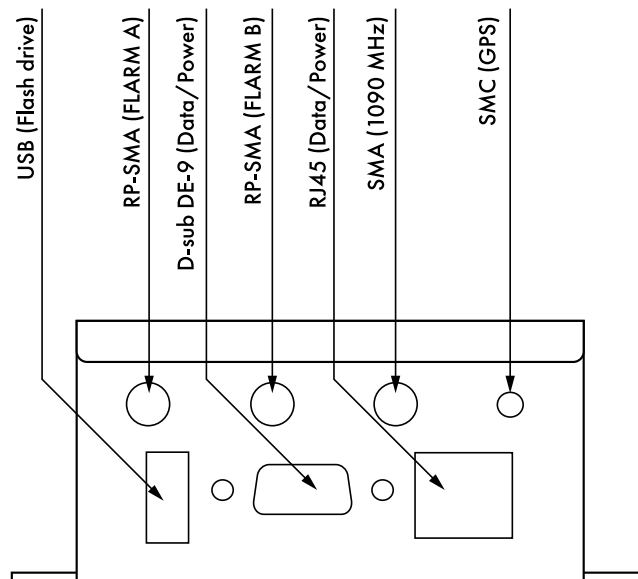 USB (Flash drive)
RP-SMA (FLARM A)
D-sub DE-9 (Data/Power)
RP-SMA (FLARM B)
RJ45 (Data/Power)
SMA (1090 MHz)
SMC (GPS)